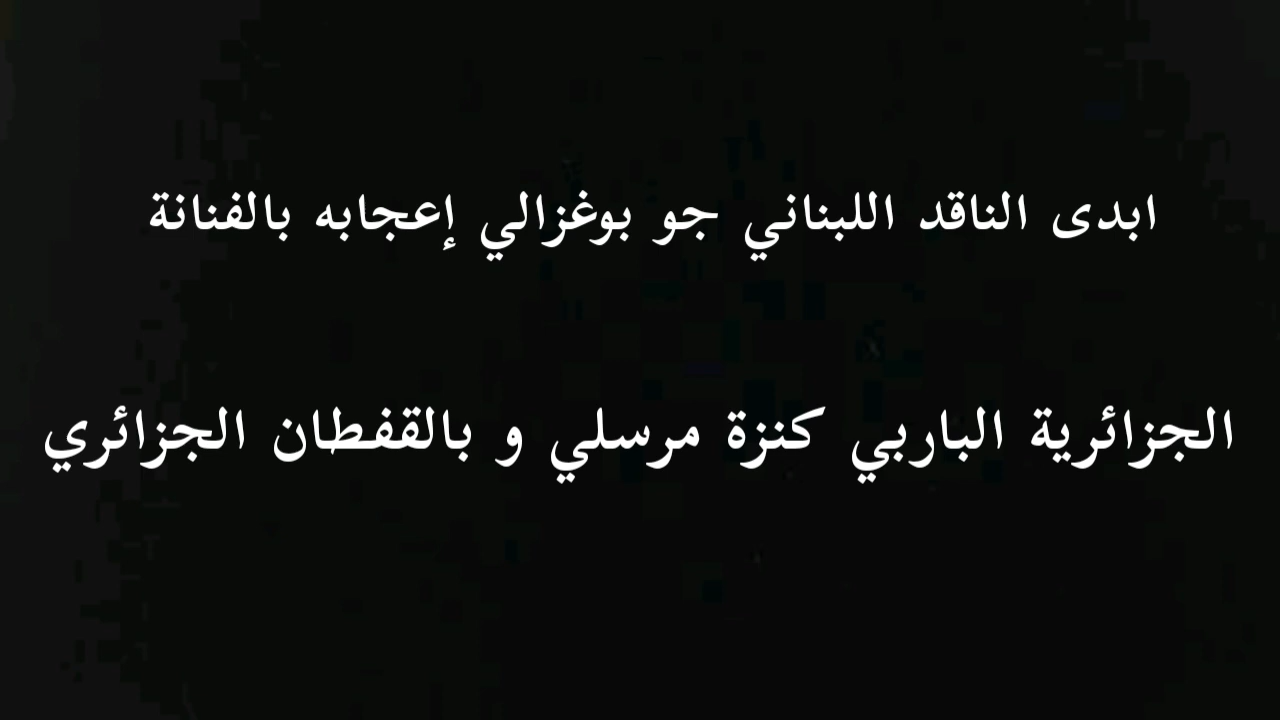 ابدى الناقد اللبناني جو بوغزالي إعجابه بالفنانة
الجزائرية الباربي كنزة مرسلي و بالقفطان الجزائري